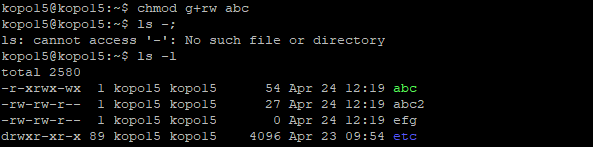 kopo15@kopo15:~$ chmod g+rw abc
kopo15@kopo15:~$ ls -;
ls: cannot access '-': No such file or directory
kopo15@kopo15:~$ ls -l
total 2580
-r-xrwx-wx  1 kopo15 kopo15      54 Apr 24 12:19 abc
-rw-rw-r--  1 kopo15 kopo15      27 Apr 24 12:19 abc2
-rw-rw-r--  1 kopo15 kopo15       0 Apr 24 12:19 efg
drwxr-xr-x 89 kopo15 kopo15    4096 Apr 23 09:54 etc